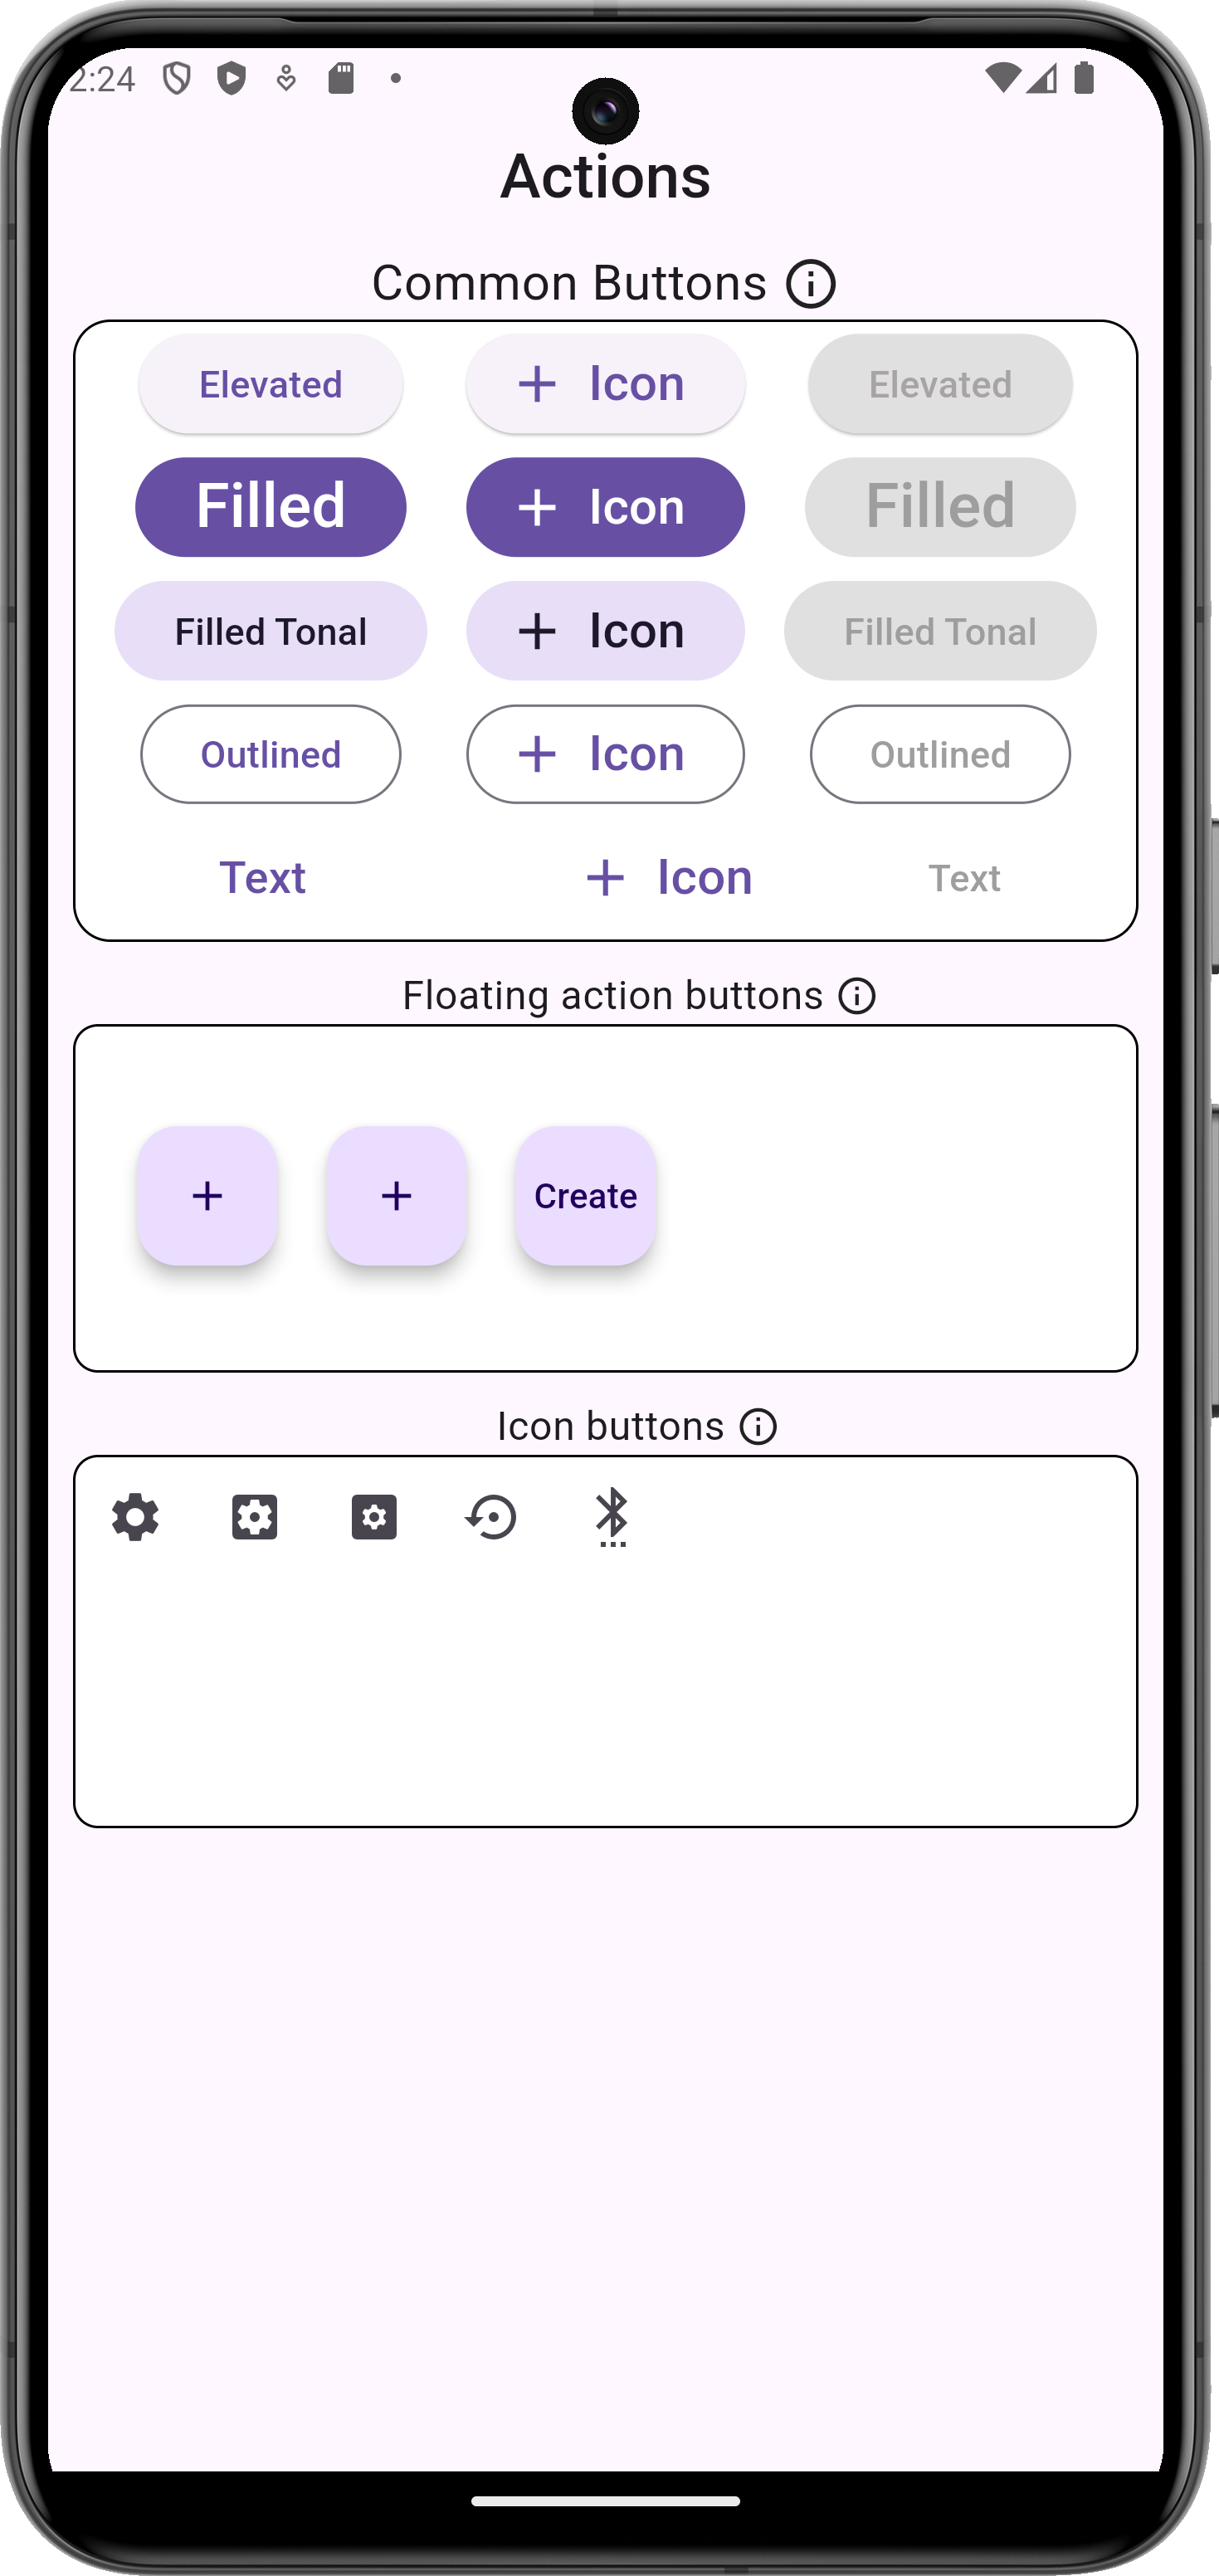 2:24
Actions
Common Buttons
Elevated Icon Elevated
Filled Icon Filled
Filled Tonal Icon Filled Tonal
Outlined Icon Outlined
Text Icon Text
Floating action buttons
Create
Icon buttons